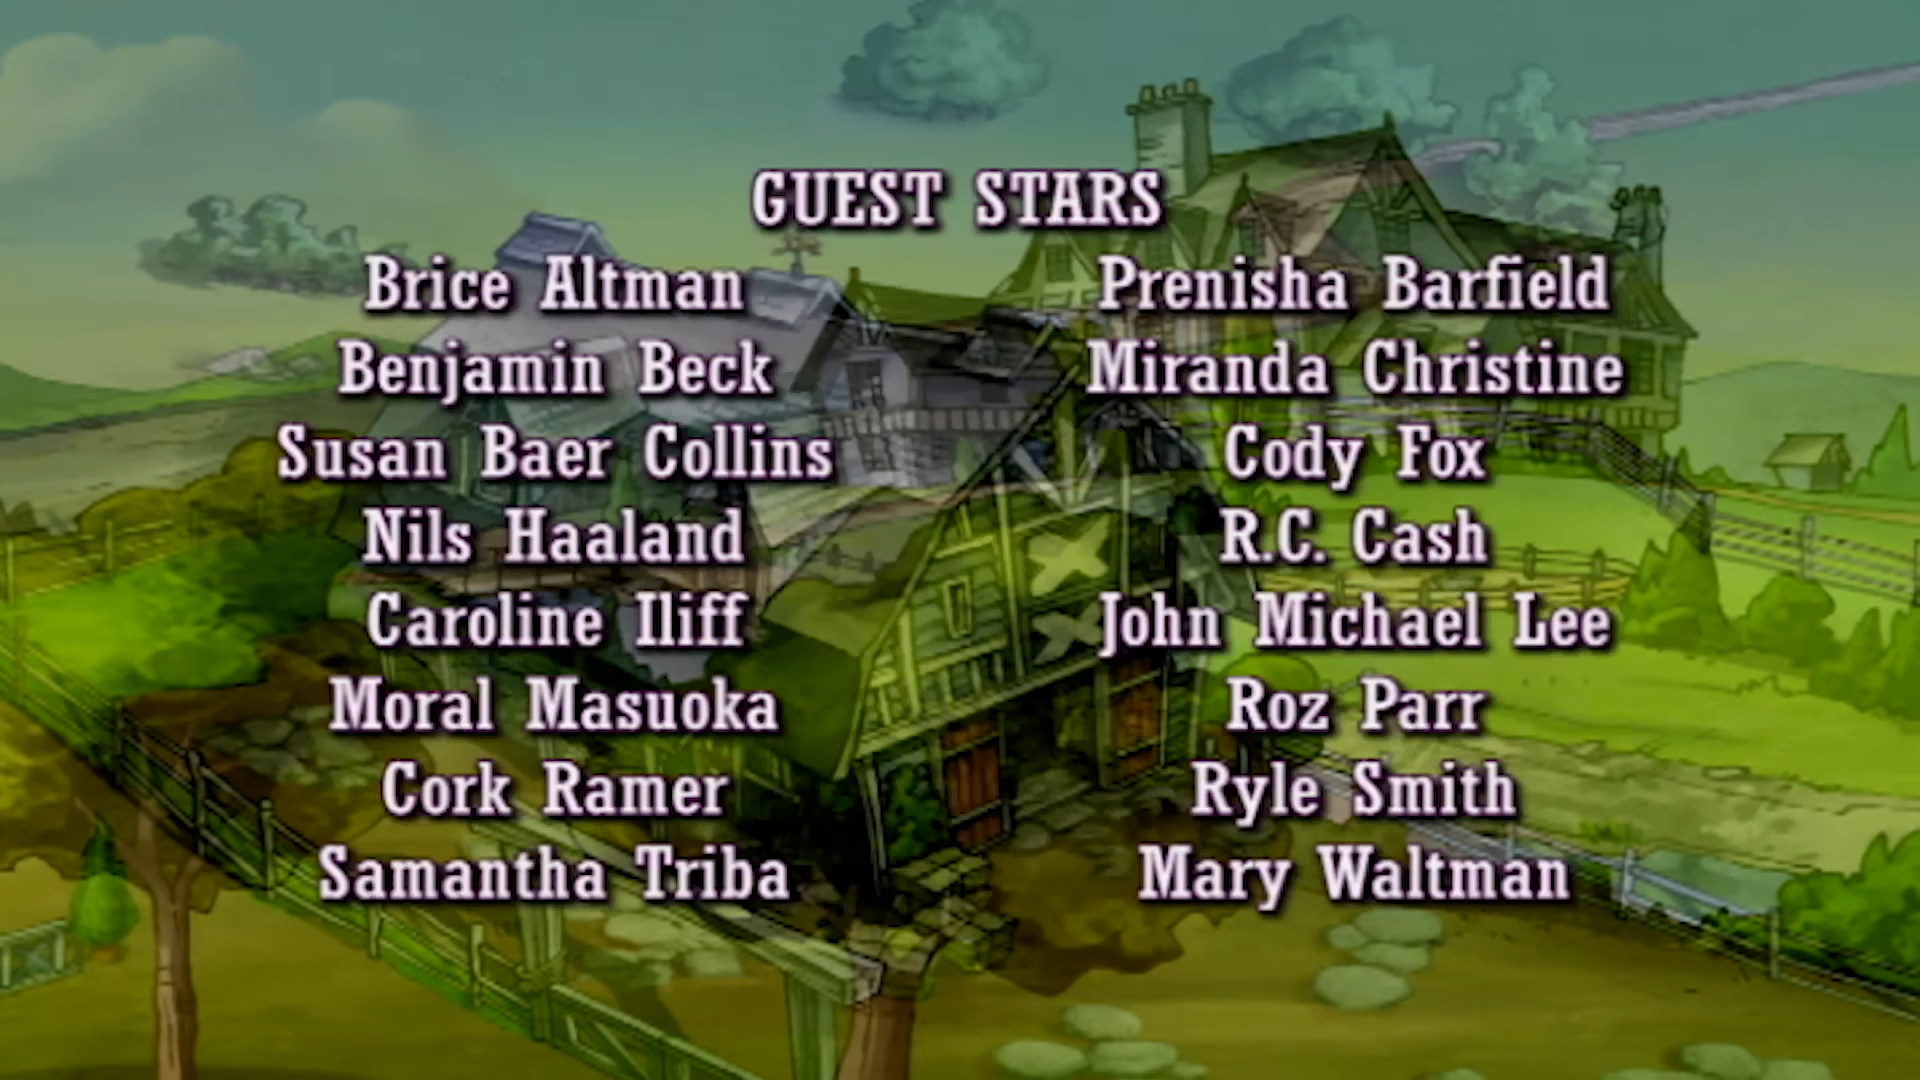 GUEST STARS
Brice Altman
Prenisha Barfield
Benjamin Beck
Miranda Christine
Susan Baer Collins
Cody Fox
Nils Haaland
R.C. Cash
Caroline Iliff
John Michael Lee
Moral Masuoka
Roz Parr
Cork Ramer
Ryle Smith
Samantha Triba
Mary Waltman